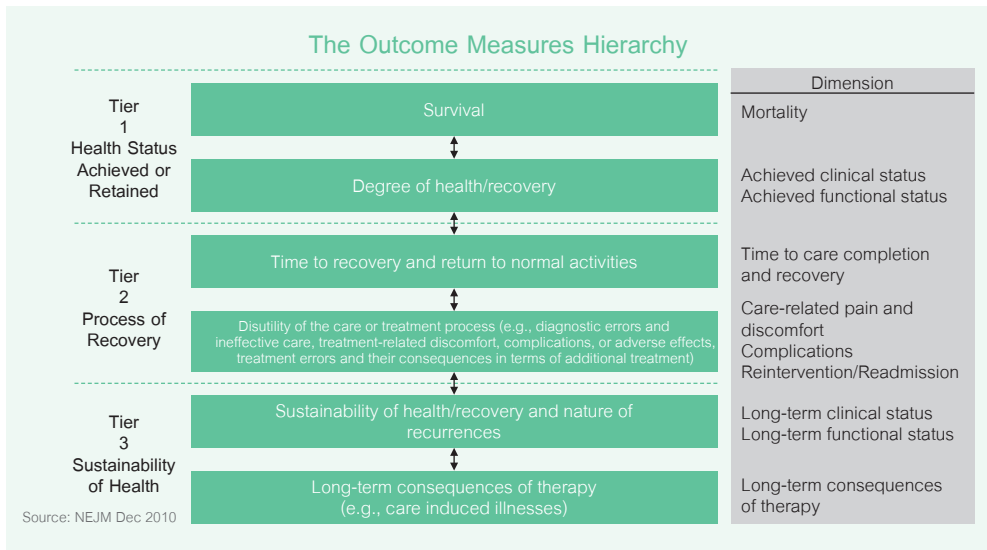 The Outcome Measures Hierarchy
Dimension
Tier
1
Health Status
Achieved or
Retained
Survival
Mortality
Degree of health/recovery
Achieved clinical status
Achieved functional status
Tier
2
Process of
Recovery
Time to recovery and return to normal activities
Time to care completion
and recovery
Disutility of the care or treatment process (e.g., diagnostic errors and
ineffective care, treatment-related discomfort, complications, or adverse effects,
treatment errors and their consequences in terms of additional treatment)
Care-related pain and
discomfort
Complications
Reintervention/Readmission
Tier
3
Sustainability
of Health
Sustainability of health/recovery and nature of
recurrences
Long-term clinical status
Long-term functional status
Long-term consequences of therapy
(e.g., care induced illnesses)
Long-term consequences
of therapy
Source: NEJM Dec 2010